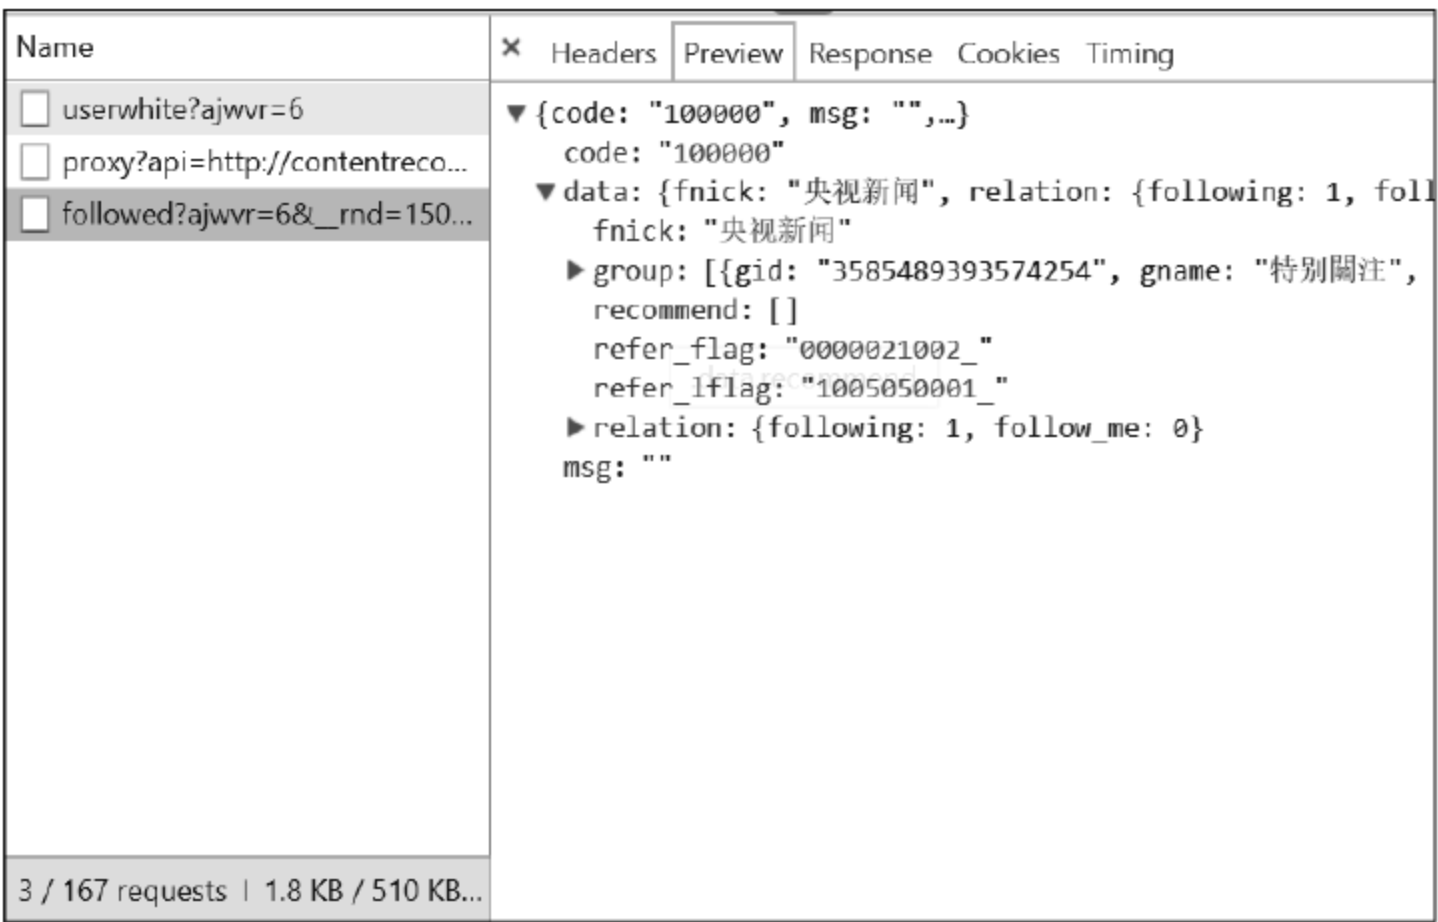 Name
userwhite?ajwvr=6
proxy?api=http://contentreco...
followed?ajwvr=6&__rnd=150...
3 / 167 requests | 1.8 KB / 510 KB...
× Headers Preview Response Cookies Timing
▼ {code: "100000", msg: "",…}
code: "100000"
▼ data: {fnick: "央视新闻", relation: {following: 1, foll
fnick: "央视新闻"
▶ group: [{gid: "3585489393574254", gname: "特别關注",
recommend: []
refer_flag: "0000021002_"
data.recommend
refer_lflag: "1005050001_"
▶ relation: {following: 1, follow_me: 0}
msg: ""